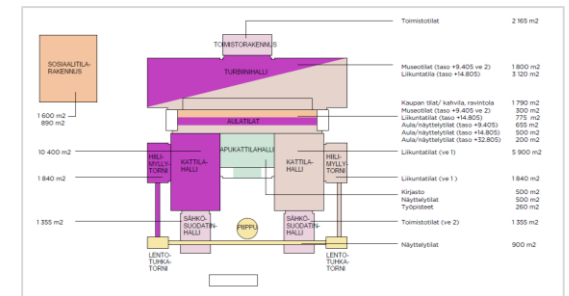 Toimistotilat 2 165 m2
TOIMISTORAKENNUS
SOSIAALITILA-
RAKENNUS
TURBIINIHALLI
Museotilat (taso +9.405 ve 2) 1 800 m2
Liikuntatilla (taso +14.805) 3 120 m2
1 600 m2
890 m2
AULATILAT
Kaupan tilat/ kahvila, ravintola 1 790 m2
Museotilat (taso +9.405 ve 2) 300 m2
Liikuntatilat (taso +14.805) 775 m2
Aula/näyttelytilat (taso +9.405) 655 m2
Aula/näyttelytilat (taso +14.805) 500 m2
Aula/näyttelytilat (taso +32.805) 200 m2
10 400 m2
APUKATTILAHALLI
HIILI-
MYLLY-
TORNI
KATTILA-
HALLI
KATTILA-
HALLI
HIILI-
MYLLY-
TORNI
Liikuntatilat (ve 1) 5 900 m2
1 840 m2
Liikuntatilat (ve 1 ) 1 840 m2
Kirjasto 500 m2
Näyttelytilat 500 m2
Työpisteet 260 m2
1 355 m2
SÄHKÖ-
SUODATIN-
HALLI
PIIPPU
SÄHKÖ-
SUODATIN-
HALLI
Toimistotilat (ve 2) 1 355 m2
Näyttelytilat 900 m2
LENTO-
TUHKA-
TORNI
LENTO-
TUHKA-
TORNI